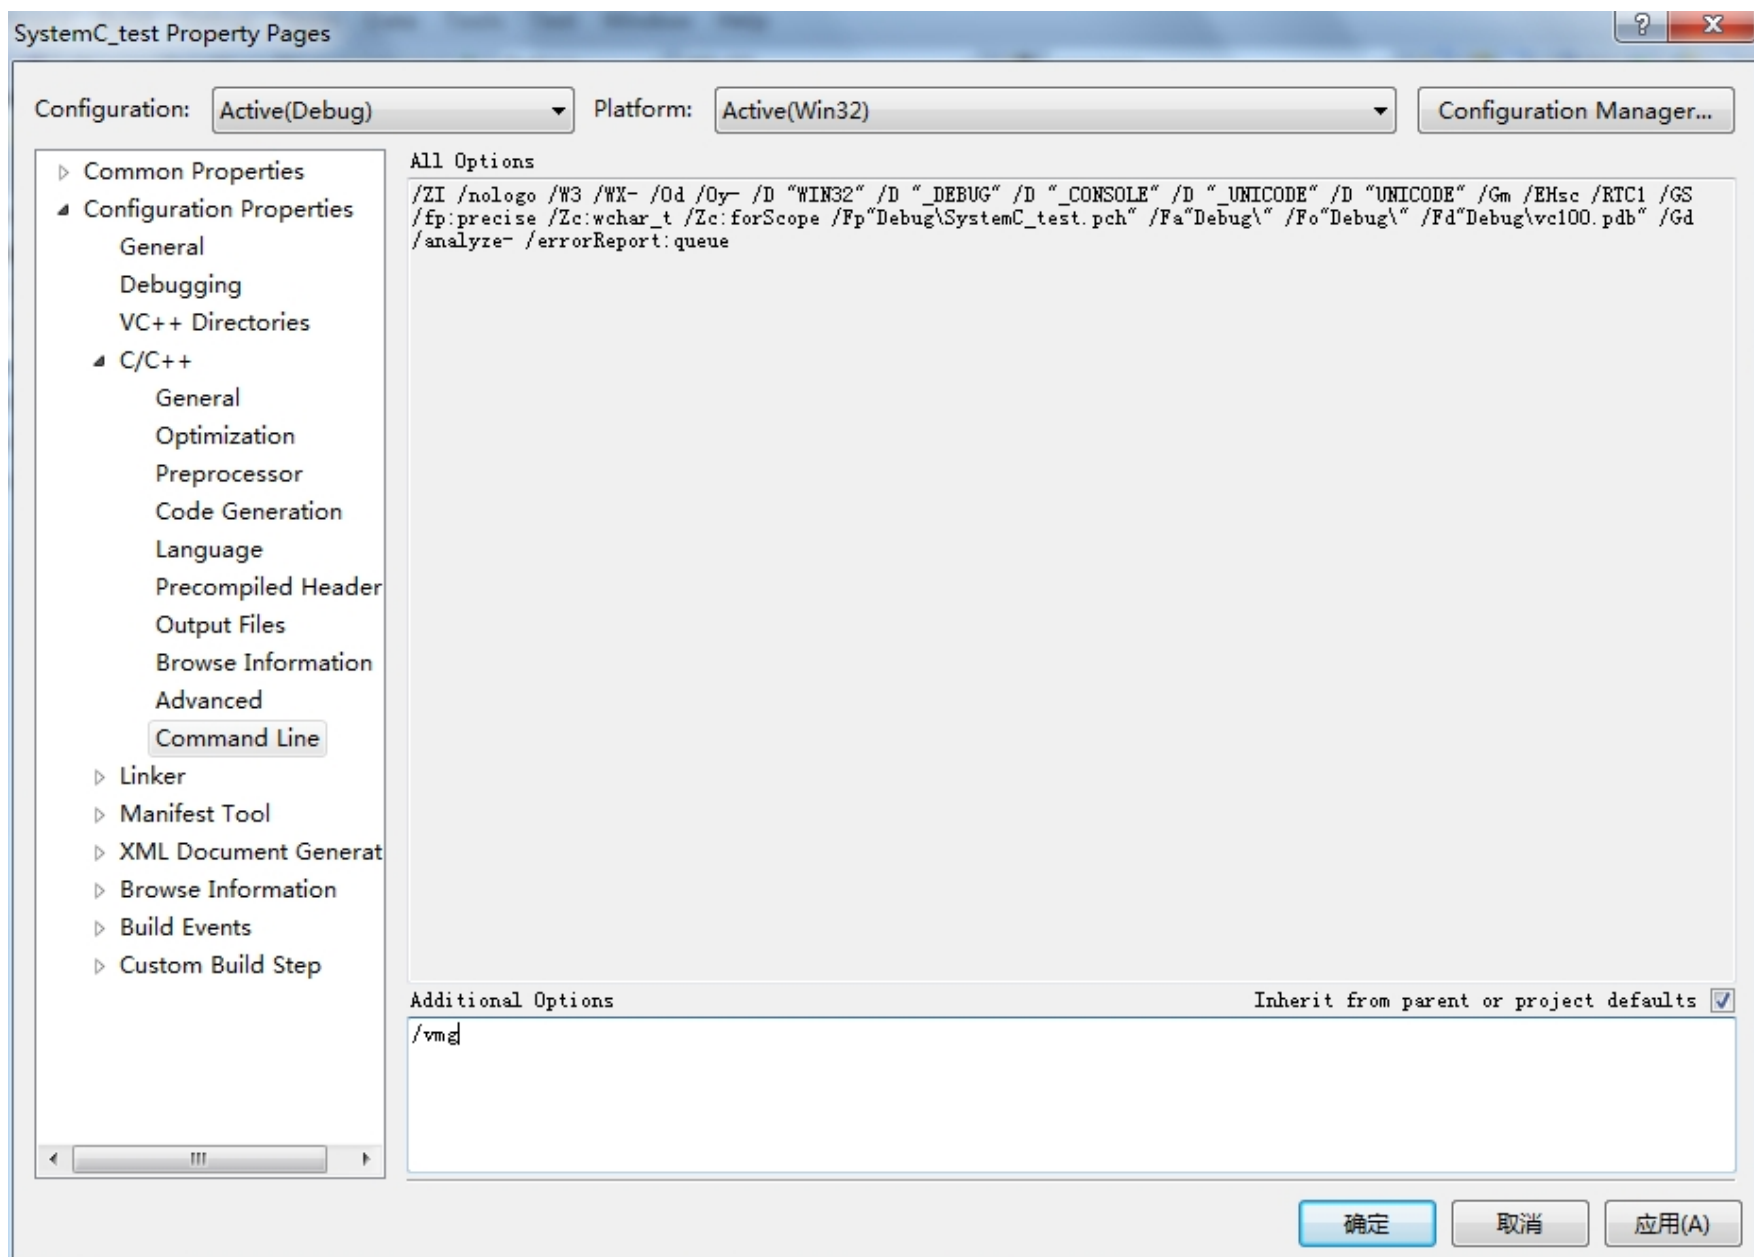 SystemC_test Property Pages
Configuration: Active(Debug) Platform: Active(Win32) Configuration Manager...
Common Properties
Configuration Properties
General
Debugging
VC++ Directories
C/C++
General
Optimization
Preprocessor
Code Generation
Language
Precompiled Header
Output Files
Browse Information
Advanced
Command Line
Linker
Manifest Tool
XML Document Generat
Browse Information
Build Events
Custom Build Step
All Options
/ZI /nologo /W3 /WX- /Od /Oy- /D "WIN32" /D "_DEBUG" /D "_CONSOLE" /D "_UNICODE" /D "UNICODE" /Gm /EHsc /RTC1 /GS
/fp:precise /Zc:wchar_t /Zc:forScope /Fp"Debug\SystemC_test.pch" /Fa"Debug\" /Fo"Debug\" /Fd"Debug\vc100.pdb" /Gd
/analyze- /errorReport:queue
Additional Options Inherit from parent or project defaults
/vmg
确定 取消 应用(A)